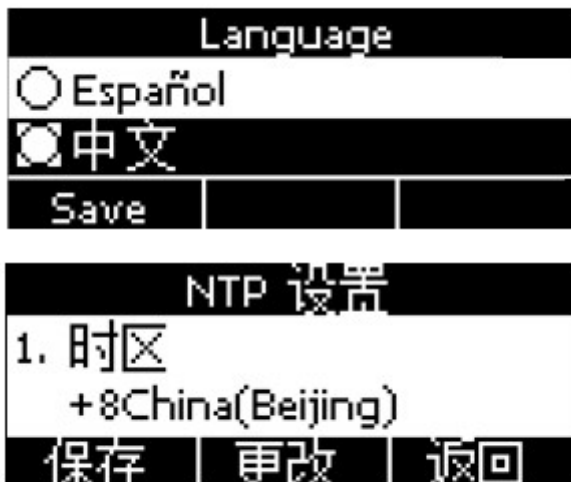 Language
Español
中文
Save
NTP 设置
1. 时区
+8China(Beijing)
保存 更改 返回